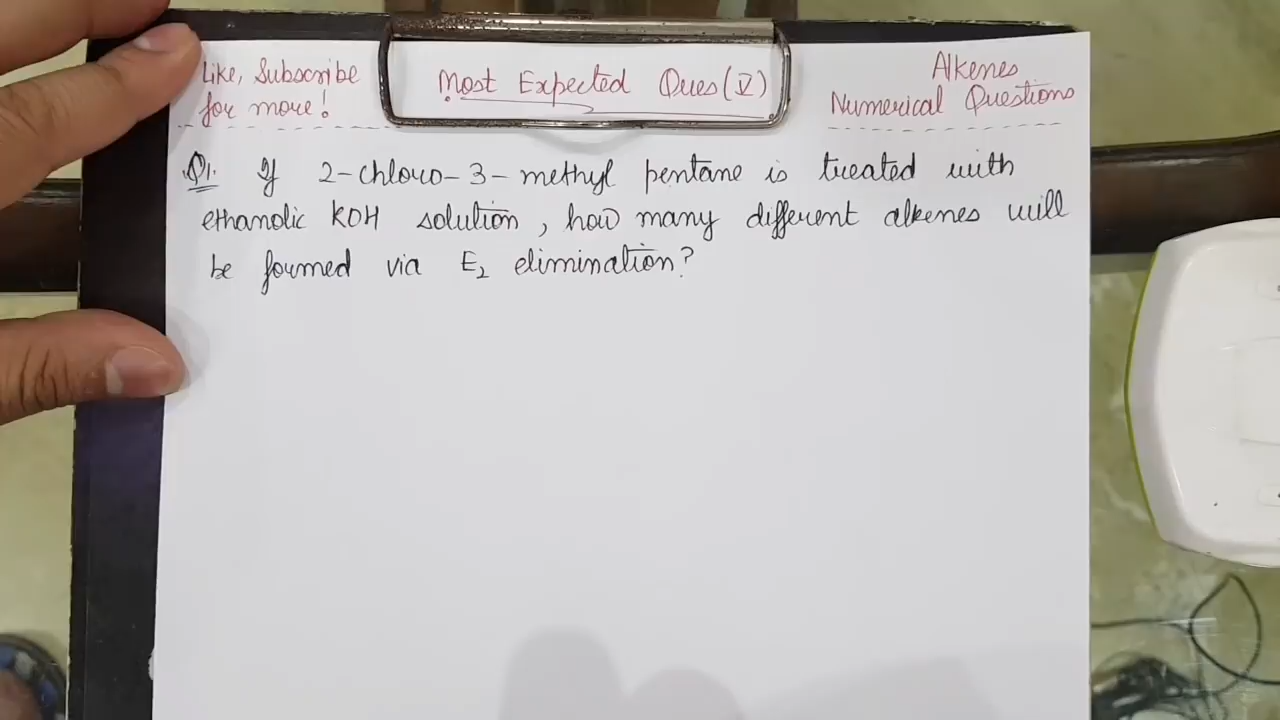 Like, Subscribe
for more!
Most Expected Ques (V)
Alkenes
Numerical Questions
Q1. If 2-chloro-3-methyl pentane is treated with
ethanolic KOH solution, how many different alkenes will
be formed via E₂ elimination?